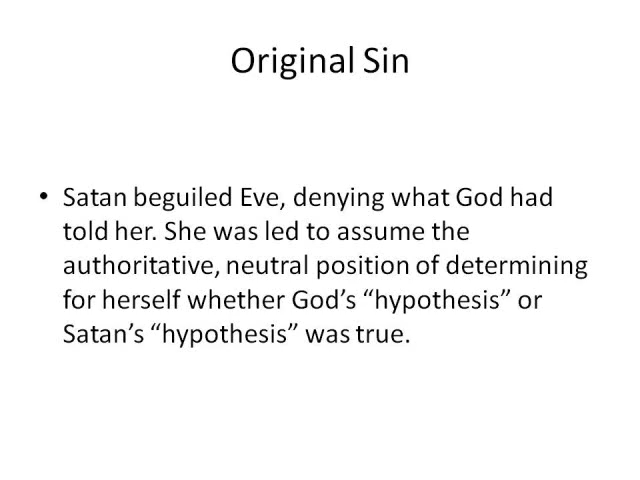 Original Sin
• Satan beguiled Eve, denying what God had
told her. She was led to assume the
authoritative, neutral position of determining
for herself whether God’s “hypothesis” or
Satan’s “hypothesis” was true.